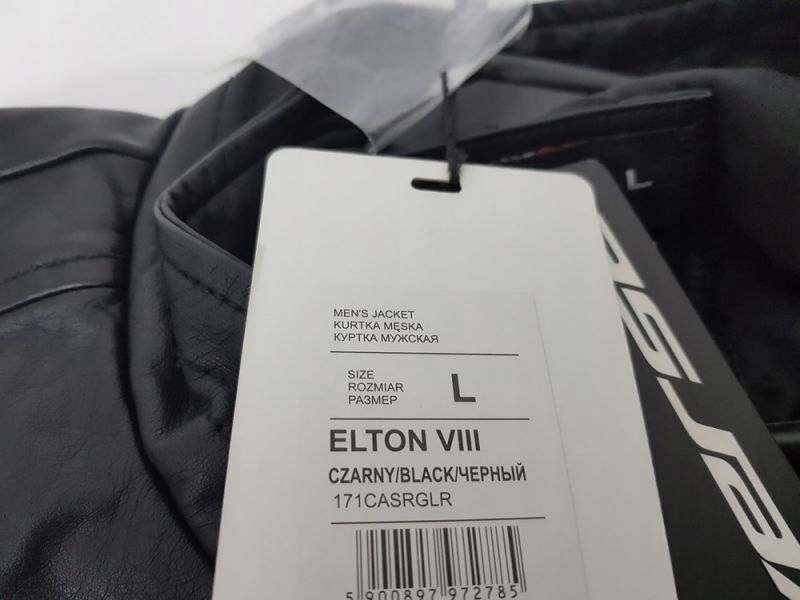 L
MEN'S JACKET
KURTKA MĘSKA
КУРТКА МУЖСКАЯ
SIZE
ROZMIAR
РАЗМЕР
L
ELTON VIII
CZARNY/BLACK/ЧЕРНЫЙ
171CASRGLR
5 900897 972785